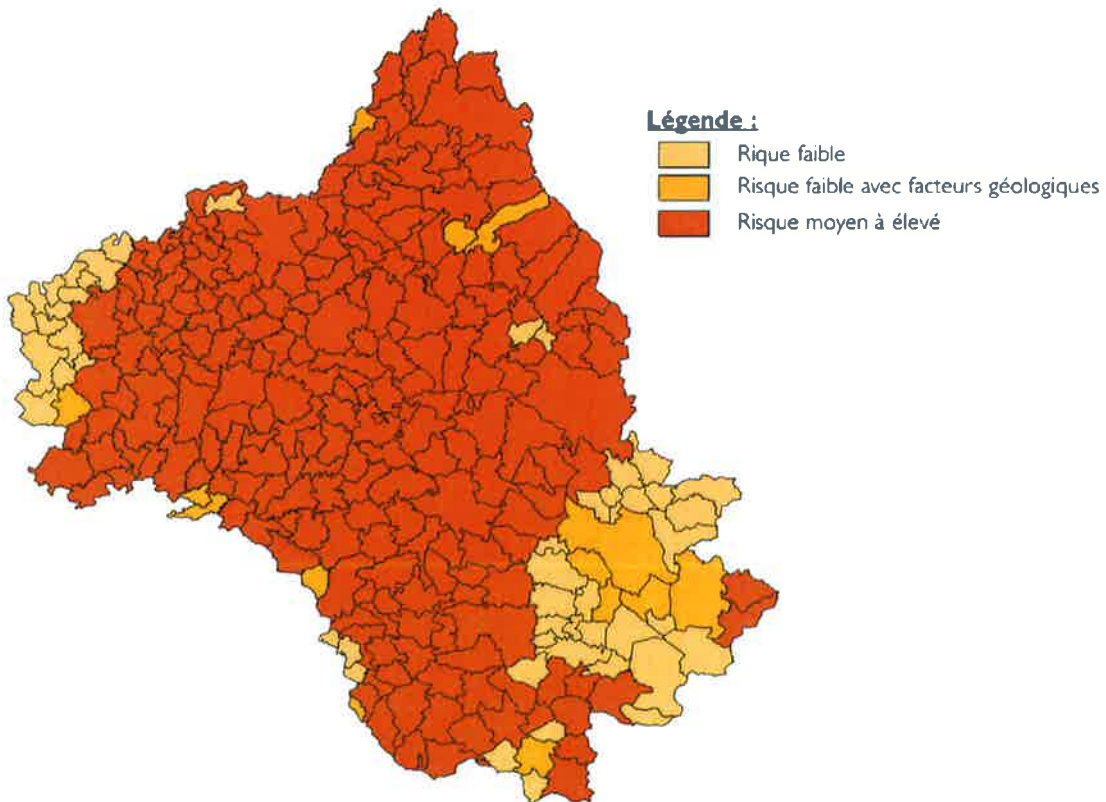 Légende :
Rique faible
Risque faible avec facteurs géologiques
Risque moyen à élevé